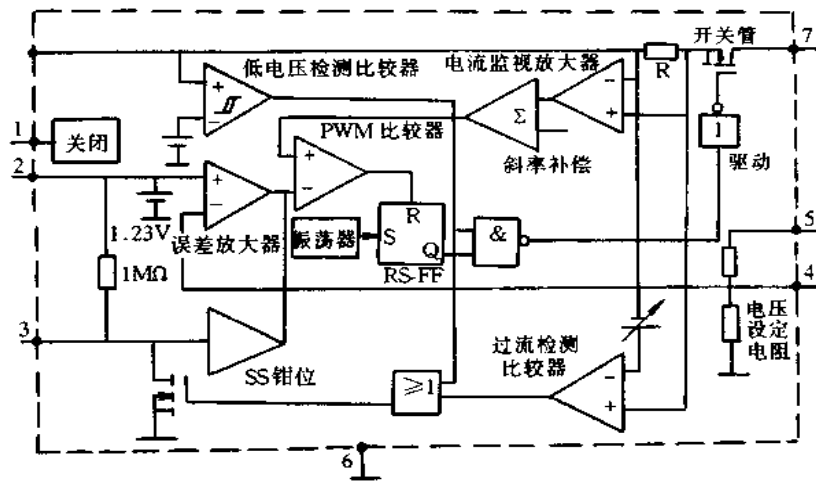 开关管
7
低电压检测比较器
电流监视放大器
R
+
−
−
+
Σ
1
关闭
PWM 比较器
斜率补偿
1
驱动
2
+
−
+
−
1.23V
误差放大器
振荡器
R
S
Q
RS-FF
&
5
1MΩ
4
3
SS钳位
≥1
过流检测
比较器
−
+
电压
设定
电阻
6